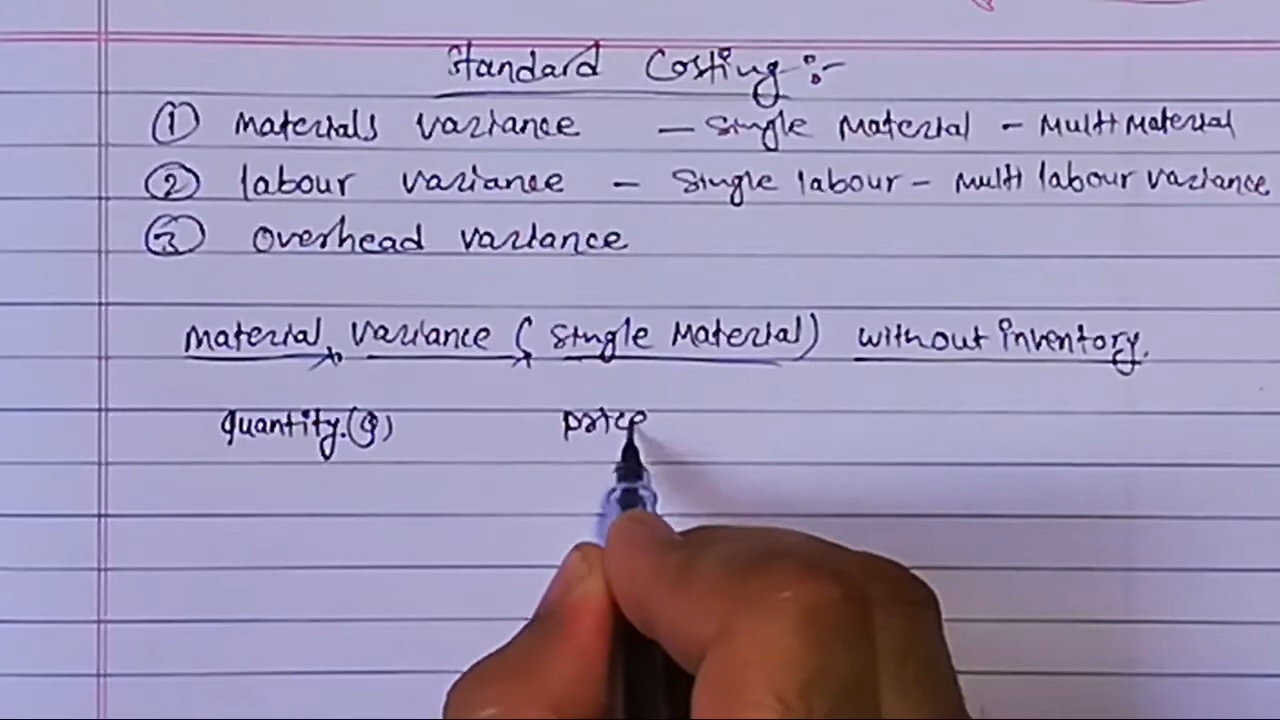 Standard Costing :-
① Materials variance — Single Material - Multi Material
② labour variance - Single labour - Multi labour variance
③ overhead variance
Material variance (Single Material) without inventory.
Quantity.(Q) Price